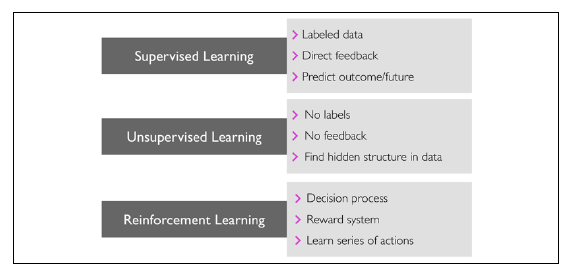 Supervised Learning
Labeled data
Direct feedback
Predict outcome/future
Unsupervised Learning
No labels
No feedback
Find hidden structure in data
Reinforcement Learning
Decision process
Reward system
Learn series of actions